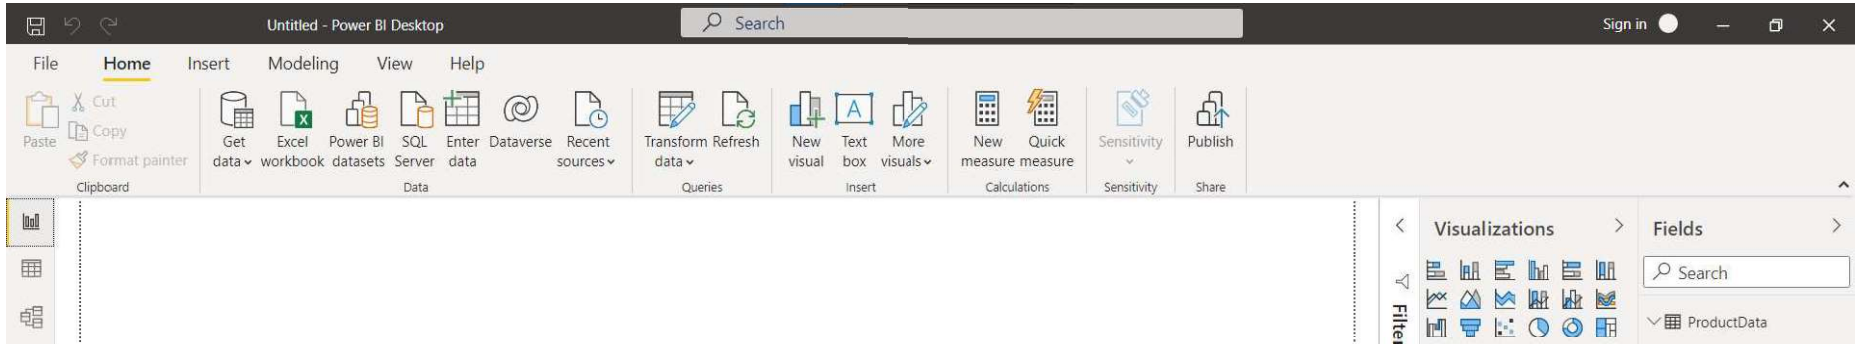 Untitled - Power BI Desktop
Search
Sign in
File Home Insert Modeling View Help
Cut
Copy
Format painter
Paste
Get data
Excel workbook
Power BI datasets
SQL Server
Enter data
Dataverse
Recent sources
Transform data
Refresh
New visual
A
Text box
More visuals
New measure
Quick measure
Sensitivity
Publish
Clipboard
Data
Queries
Insert
Calculations
Sensitivity
Share
Filter
Visualizations
Fields
Search
ProductData